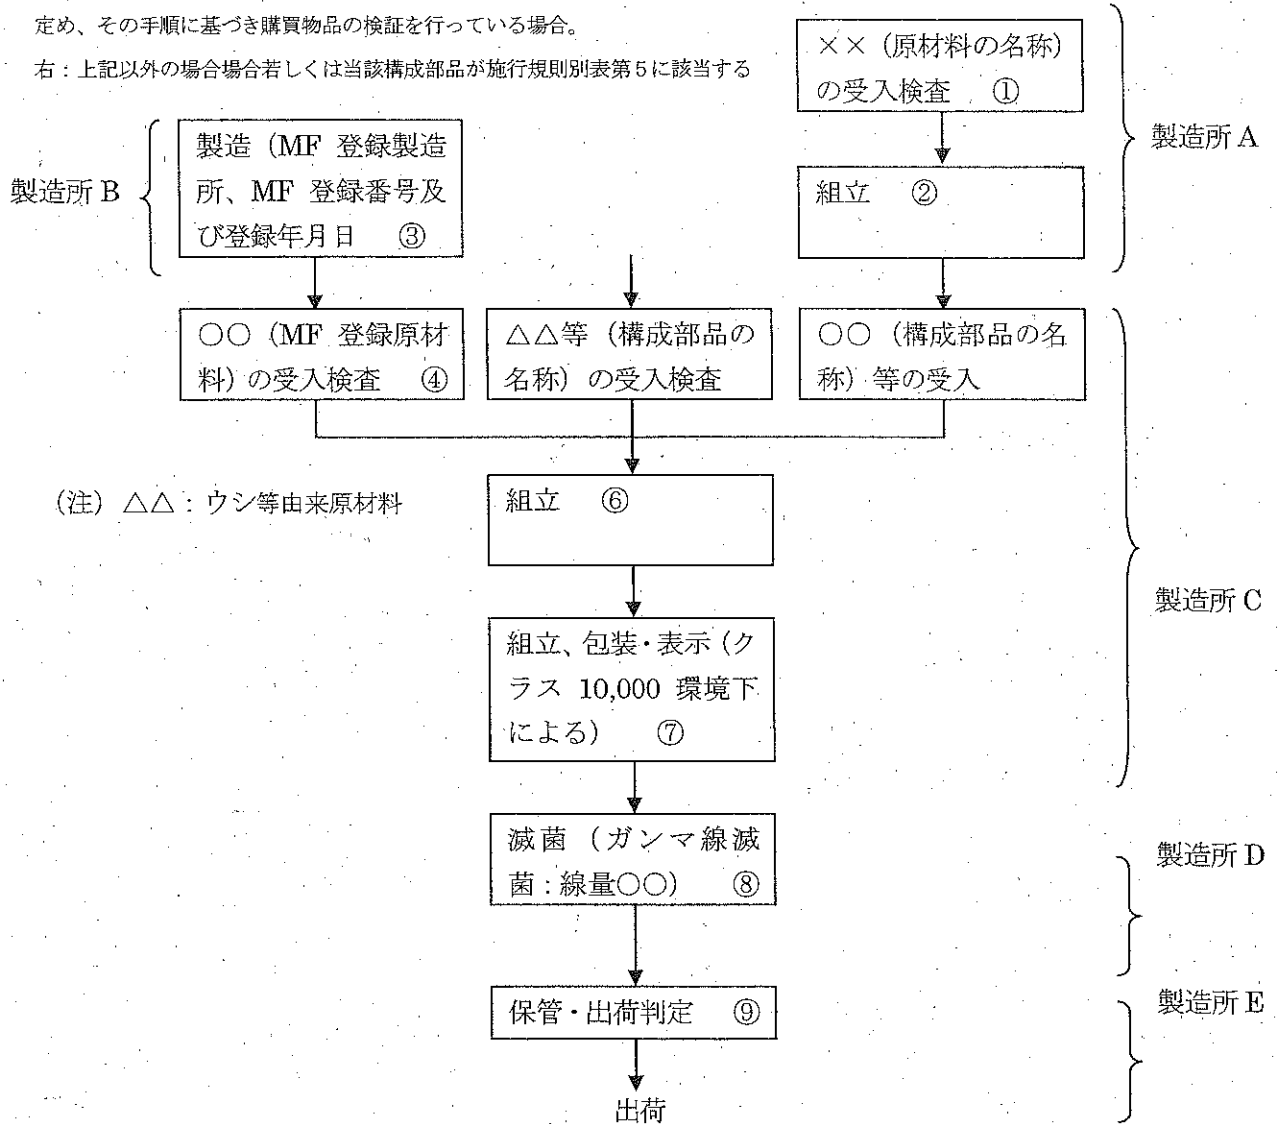 定め、その手順に基づき購買物品の検証を行っている場合。
右：上記以外の場合場合若しくは当該構成部品が施行規則別表第５に該当する
××（原材料の名称）
の受入検査 ①
製造所 A
組立 ②
製造所 B
製造（MF 登録製造
所、MF 登録番号及
び登録年月日 ③
○○（MF 登録原材
料）の受入検査 ④
△△等（構成部品の
名称）の受入検査
○○（構成部品の名
称）等の受入
（注）△△：ウシ等由来原材料
組立 ⑥
組立、包装・表示（ク
ラス 10,000 環境下
による） ⑦
製造所 C
滅菌（ガンマ線滅
菌：線量○○） ⑧
製造所 D
保管・出荷判定 ⑨
製造所 E
出荷